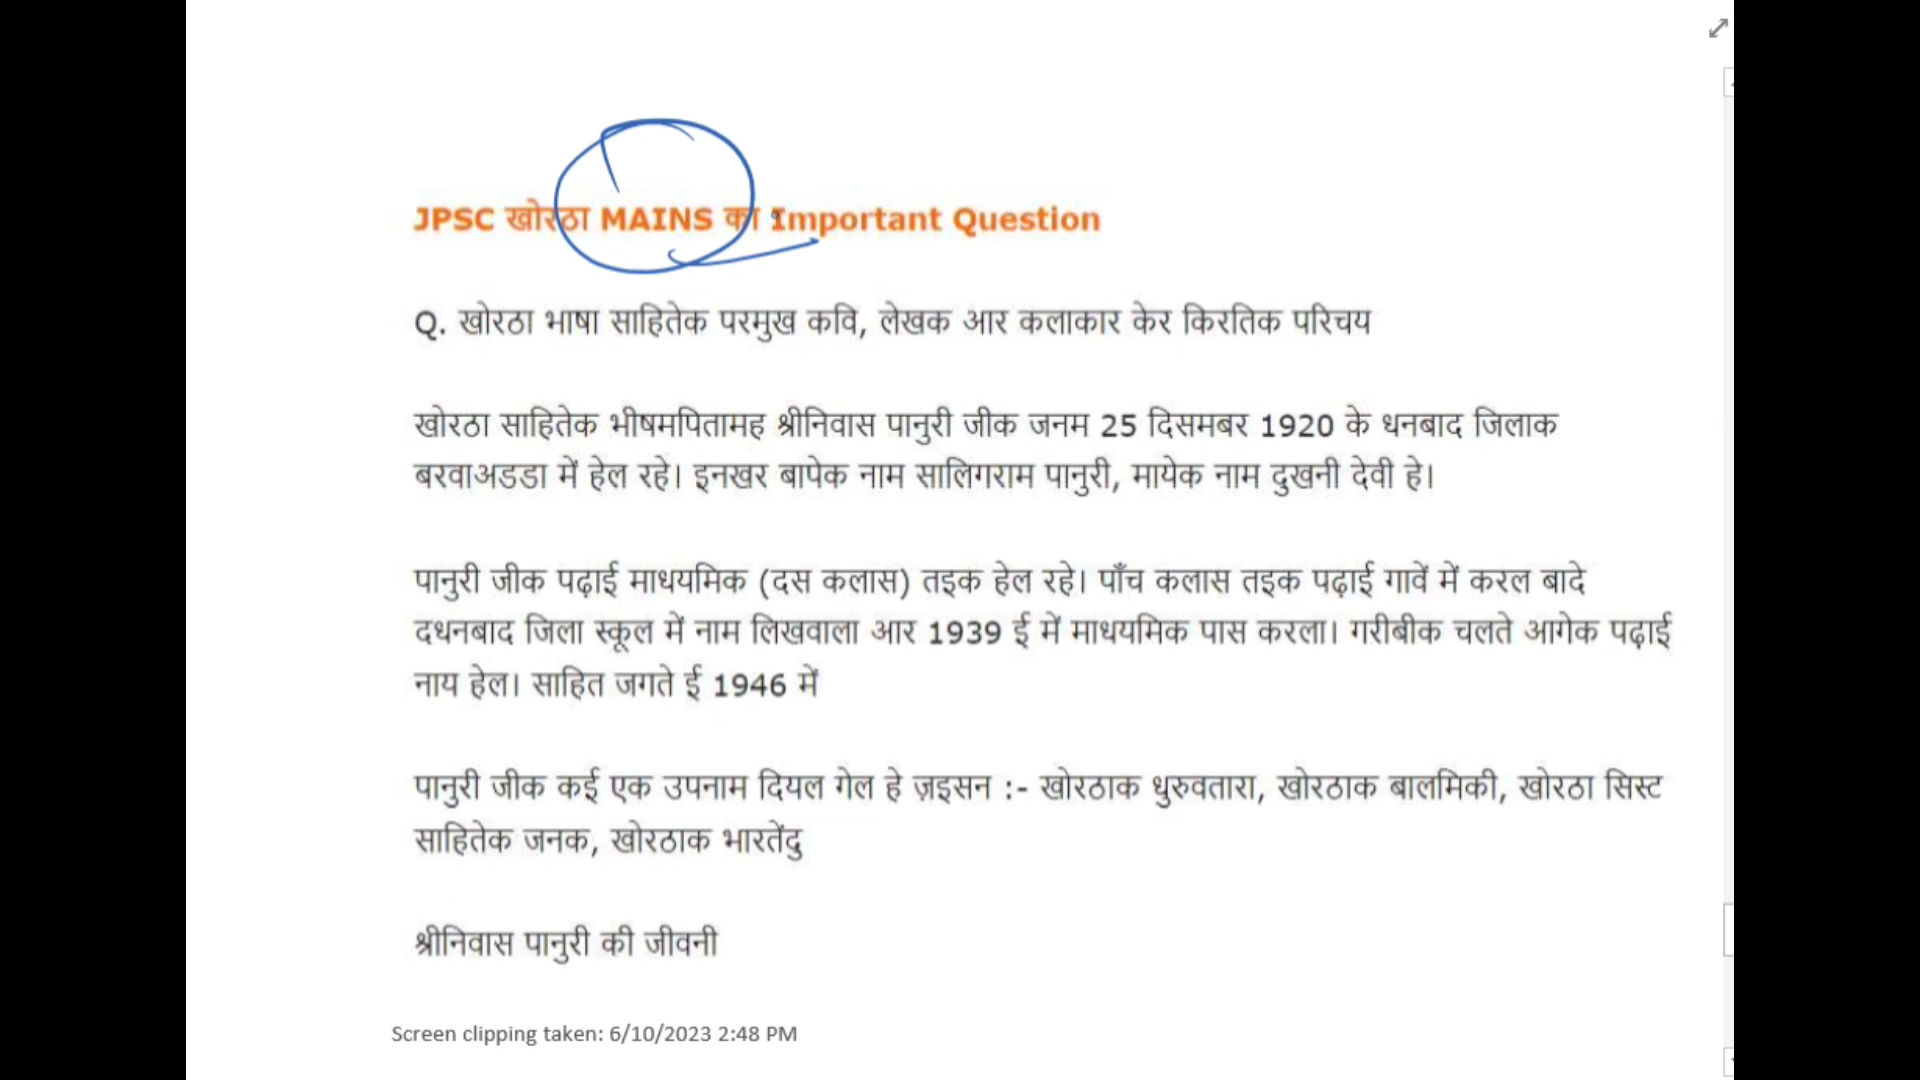 JPSC खोरठा MAINS का Important Question
Q. खोरठा भाषा साहितेक परमुख कवि, लेखक आर कलाकार केर किरतिक परिचय
खोरठा साहितेक भीषमपितामह श्रीनिवास पानुरी जीक जनम 25 दिसमबर 1920 के धनबाद जिलाक
बरवाअडडा में हेल रहे। इनखर बापेक नाम सालिगराम पानुरी, मायेक नाम दुखनी देवी हे।
पानुरी जीक पढ़ाई माधयमिक (दस कलास) तइक हेल रहे। पाँच कलास तइक पढ़ाई गावें में करल बादे
दधनबाद जिला स्कूल में नाम लिखवाला आर 1939 ई में माधयमिक पास करला। गरीबीक चलते आगेक पढ़ाई
नाय हेल। साहित जगते ई 1946 में
पानुरी जीक कई एक उपनाम दियल गेल हे ज़इसन :- खोरठाक धुरुवतारा, खोरठाक बालमिकी, खोरठा सिस्ट
साहितेक जनक, खोरठाक भारतेंदु
श्रीनिवास पानुरी की जीवनी
Screen clipping taken: 6/10/2023 2:48 PM